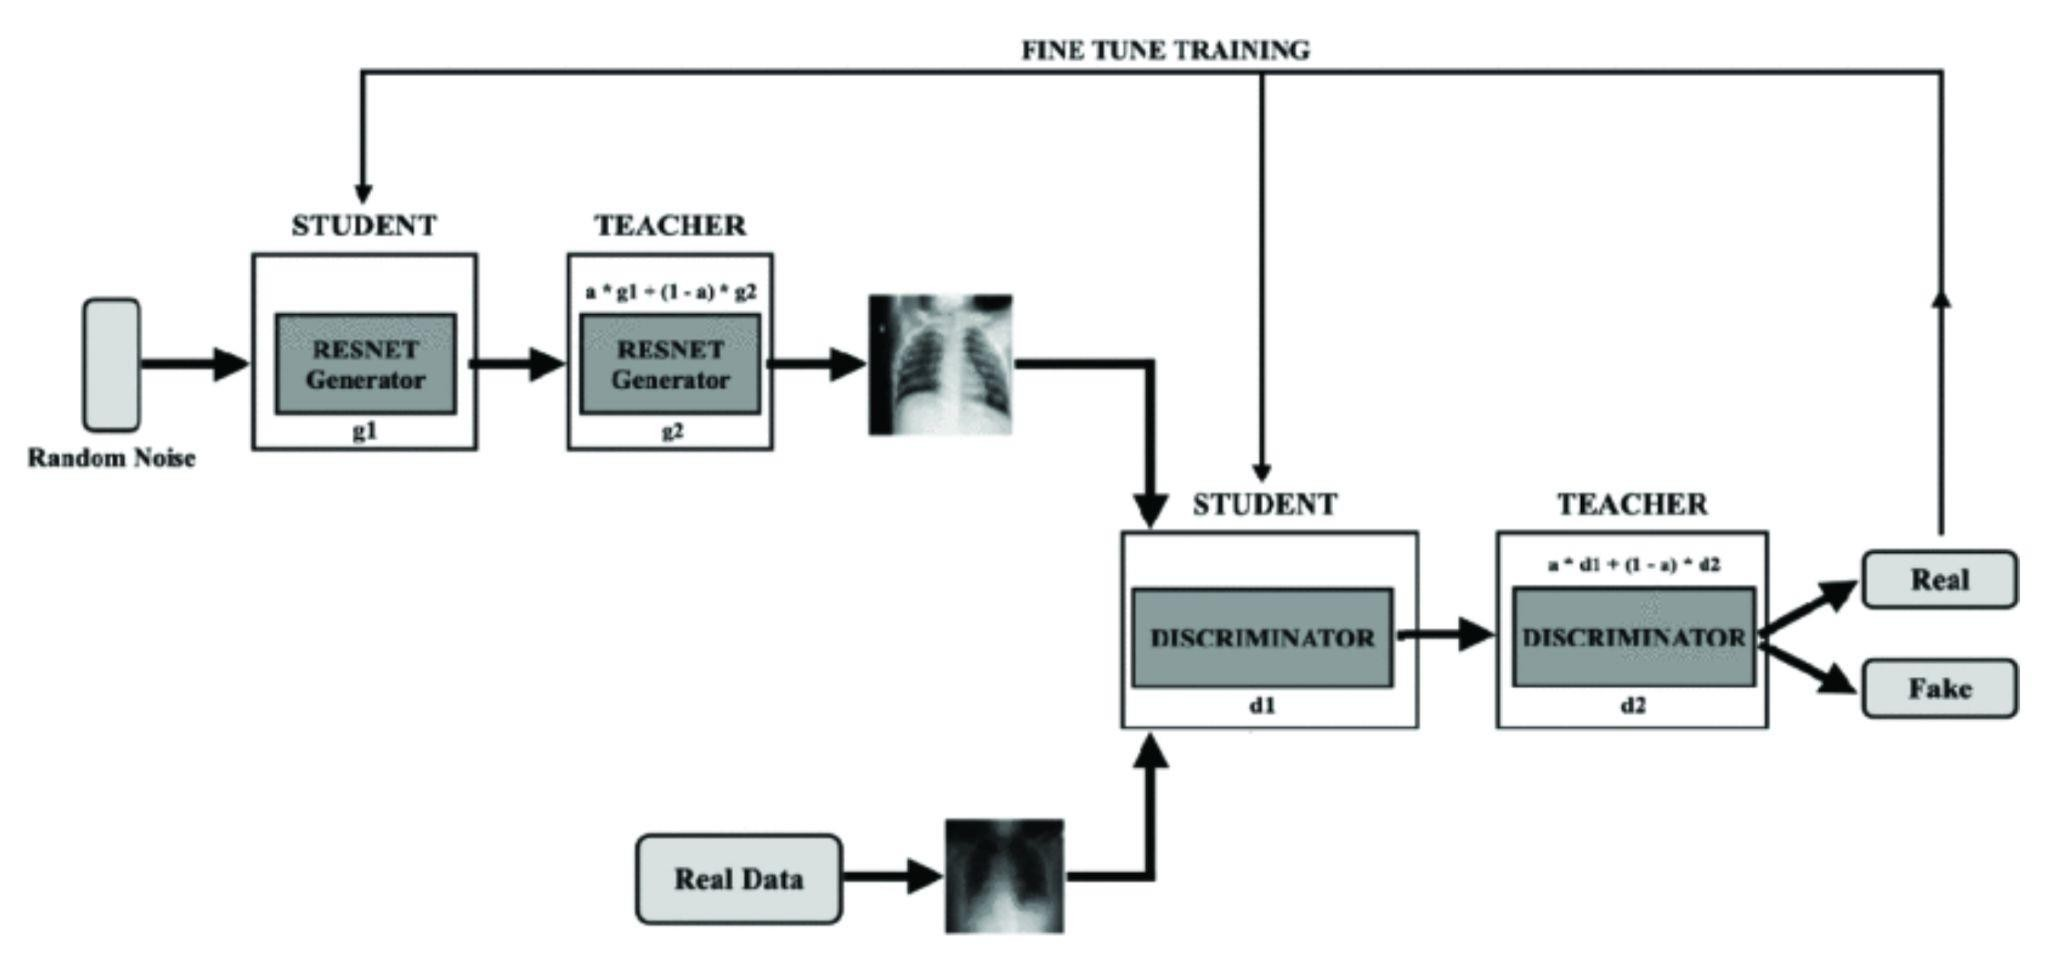 FINE TUNE TRAINING
STUDENT
TEACHER
a * g1 + (1 - a) * g2
RESNET
Generator
g1
RESNET
Generator
g2
Random Noise
STUDENT
TEACHER
DISCRIMINATOR
d1
a * d1 + (1 - a) * d2
DISCRIMINATOR
d2
Real
Fake
Real Data